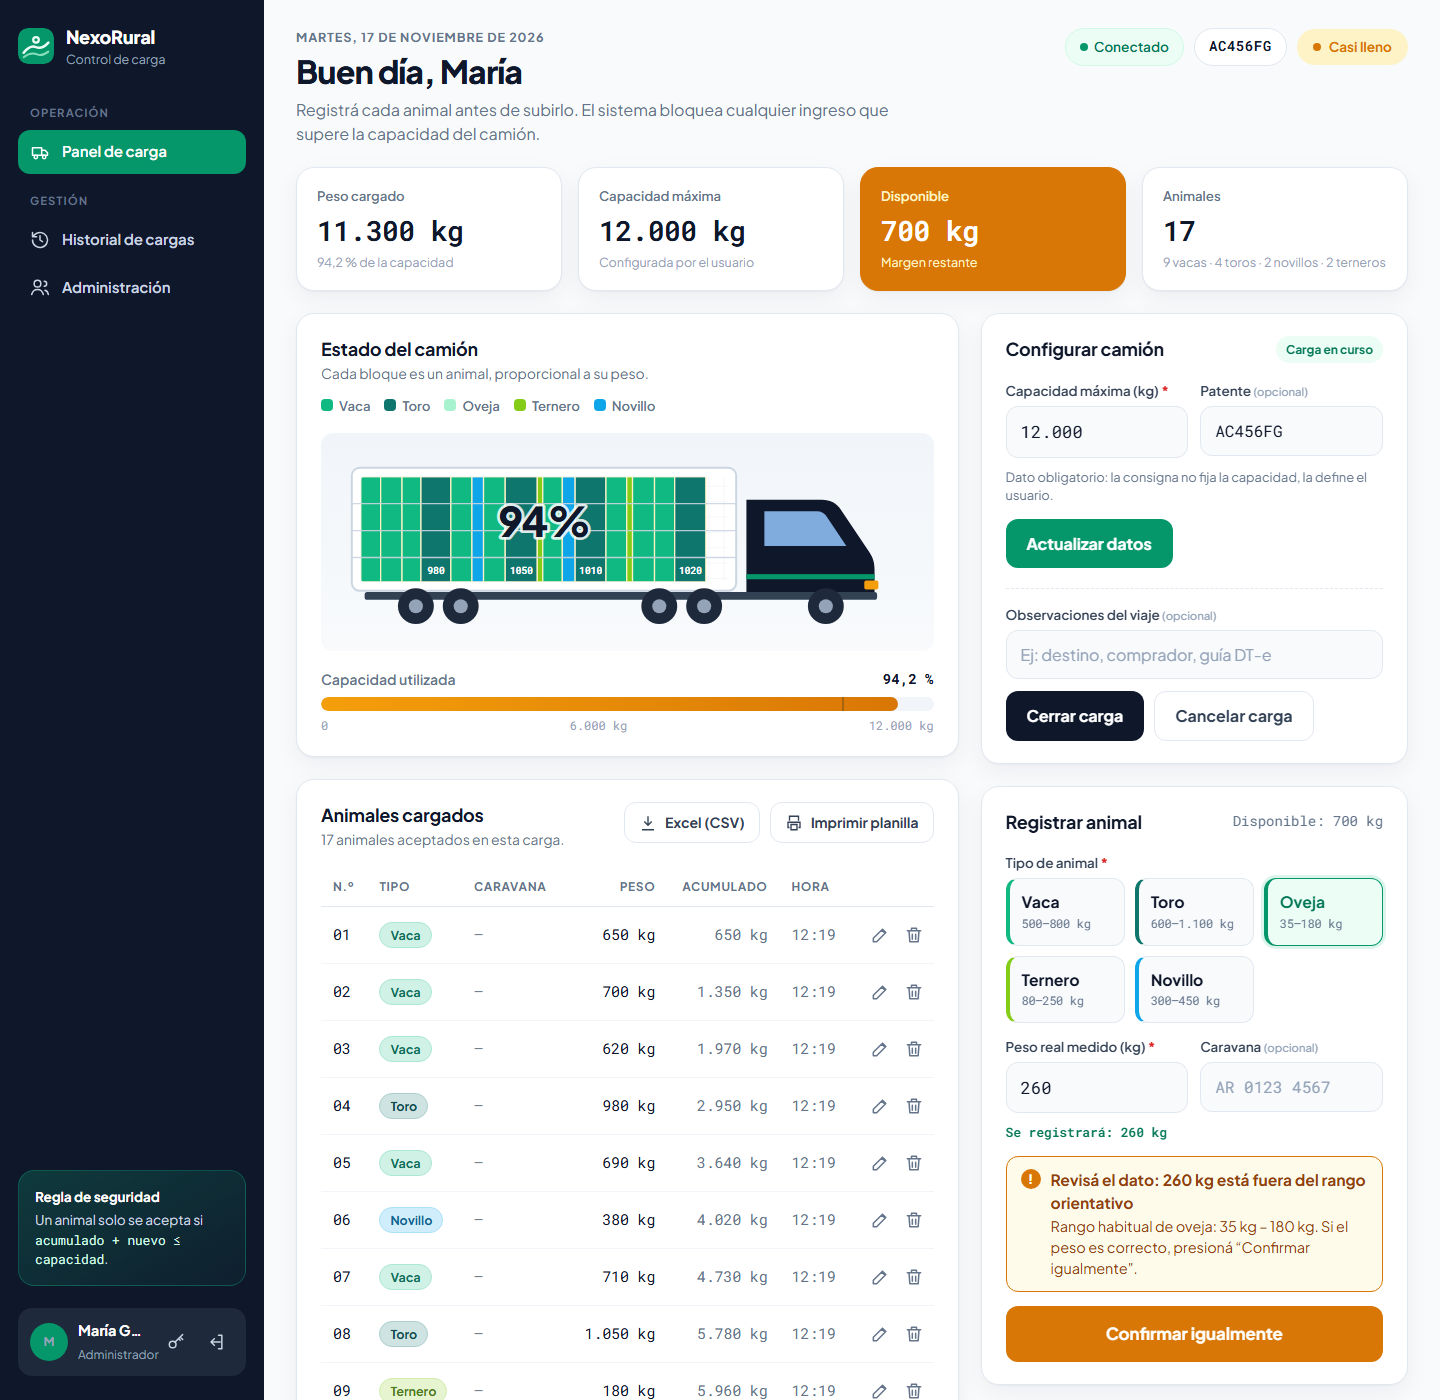 NexoRural
Control de carga
OPERACIÓN
Panel de carga
GESTIÓN
Historial de cargas
Administración
Regla de seguridad
Un animal solo se acepta si
acumulado + nuevo ≤
capacidad.
M
María G...
Administrador
MARTES, 17 DE NOVIEMBRE DE 2026
Buen día, María
Registrá cada animal antes de subirlo. El sistema bloquea cualquier ingreso que
supere la capacidad del camión.
Conectado
AC456FG
Casi lleno
Peso cargado
11.300 kg
94,2 % de la capacidad
Capacidad máxima
12.000 kg
Configurada por el usuario
Disponible
700 kg
Margen restante
Animales
17
9 vacas · 4 toros · 2 novillos · 2 terneros
Estado del camión
Cada bloque es un animal, proporcional a su peso.
Vaca Toro Oveja Ternero Novillo
94%
980 1050 1010 1020
Capacidad utilizada 94,2 %
0 6.000 kg 12.000 kg
Configurar camión
Carga en curso
Capacidad máxima (kg) * Patente (opcional)
12.000 AC456FG
Dato obligatorio: la consigna no fija la capacidad, la define el
usuario.
Actualizar datos
Observaciones del viaje (opcional)
Ej: destino, comprador, guía DT-e
Cerrar carga Cancelar carga
Animales cargados
17 animales aceptados en esta carga.
Excel (CSV) Imprimir planilla
N.º TIPO CARAVANA PESO ACUMULADO HORA
01 Vaca — 650 kg 650 kg 12:19
02 Vaca — 700 kg 1.350 kg 12:19
03 Vaca — 620 kg 1.970 kg 12:19
04 Toro — 980 kg 2.950 kg 12:19
05 Vaca — 690 kg 3.640 kg 12:19
06 Novillo — 380 kg 4.020 kg 12:19
07 Vaca — 710 kg 4.730 kg 12:19
08 Toro — 1.050 kg 5.780 kg 12:19
09 Ternero — 180 kg 5.960 kg 12:19
Registrar animal
Disponible: 700 kg
Tipo de animal *
Vaca
500–800 kg
Toro
600–1.100 kg
Oveja
35–180 kg
Ternero
80–250 kg
Novillo
300–450 kg
Peso real medido (kg) * Caravana (opcional)
260 AR 0123 4567
Se registrará: 260 kg
Revisá el dato: 260 kg está fuera del rango
orientativo
Rango habitual de oveja: 35 kg – 180 kg. Si el
peso es correcto, presioná “Confirmar
igualmente”.
Confirmar igualmente